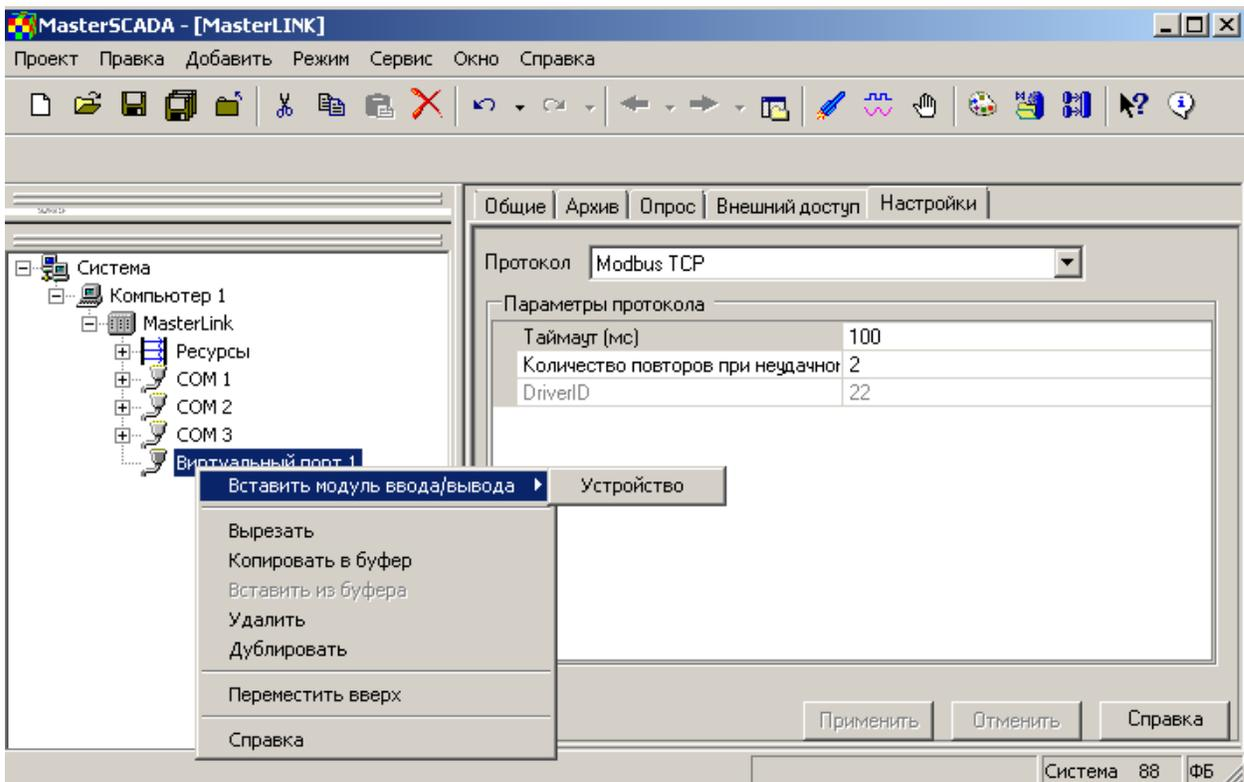 MasterSCADA - [MasterLINK]
Проект Правка Добавить Режим Сервис Окно Справка
Общие Архив Опрос Внешний доступ Настройки
Протокол Modbus TCP
Параметры протокола
Таймаут (мс) 100
Количество повторов при неудачног 2
DriverID 22
Система
Компьютер 1
MasterLink
Ресурсы
COM 1
COM 2
COM 3
Виртуальный порт 1
Вставить модуль ввода/вывода Устройство
Вырезать
Копировать в буфер
Вставить из буфера
Удалить
Дублировать
Переместить вверх
Справка
Применить Отменить Справка
Система 88 ФБ